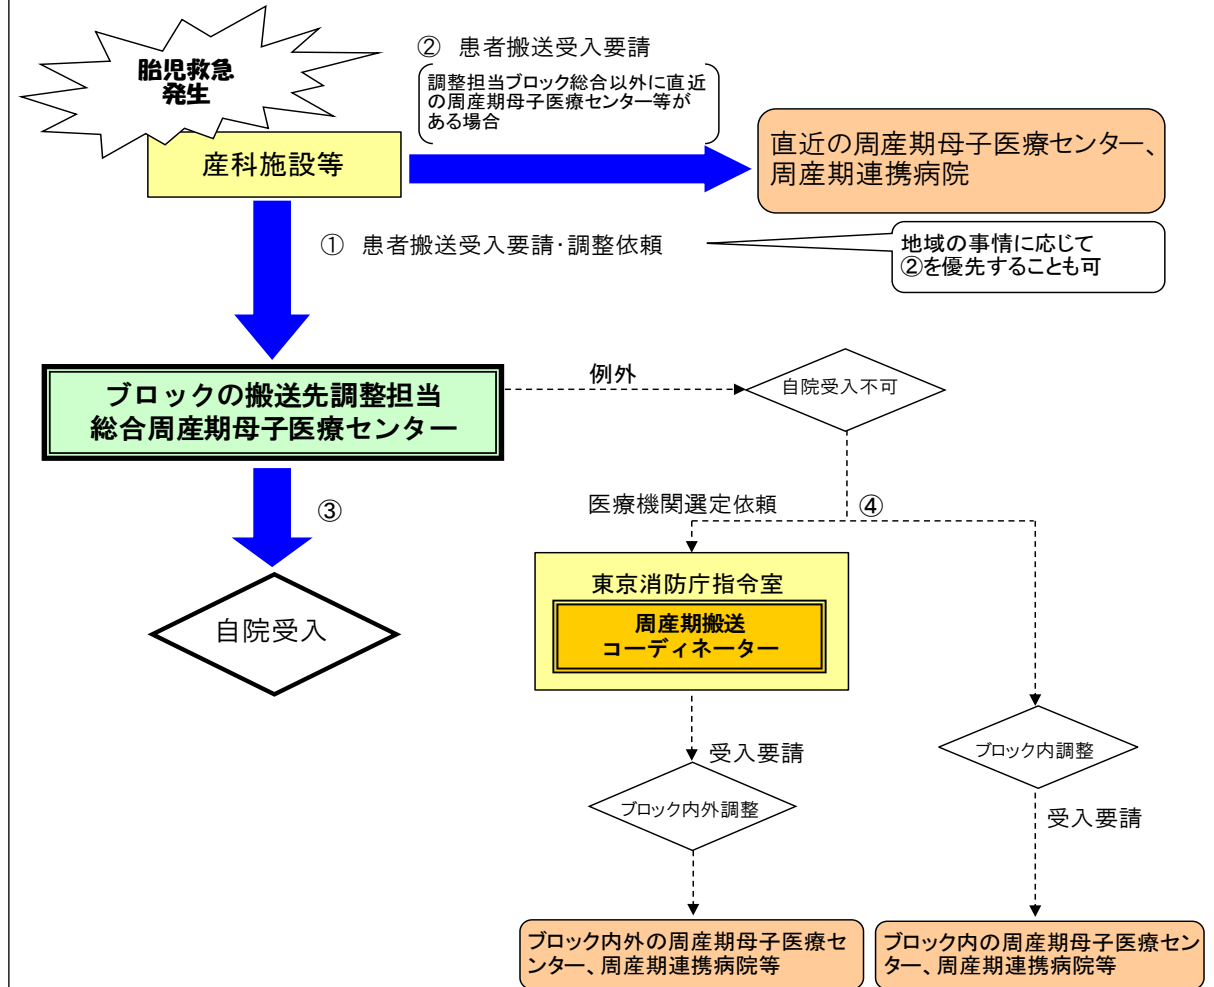 胎児救急
発生
② 患者搬送受入要請
調整担当ブロック総合以外に直近
の周産期母子医療センター等が
ある場合
産科施設等
直近の周産期母子医療センター、
周産期連携病院
① 患者搬送受入要請・調整依頼
地域の事情に応じて
②を優先することも可
ブロックの搬送先調整担当
総合周産期母子医療センター
例外
自院受入不可
③
医療機関選定依頼
④
東京消防庁指令室
周産期搬送
コーディネーター
自院受入
受入要請
ブロック内調整
ブロック内外調整
受入要請
ブロック内外の周産期母子医療セ
ンター、周産期連携病院等
ブロック内の周産期母子医療セン
ター、周産期連携病院等